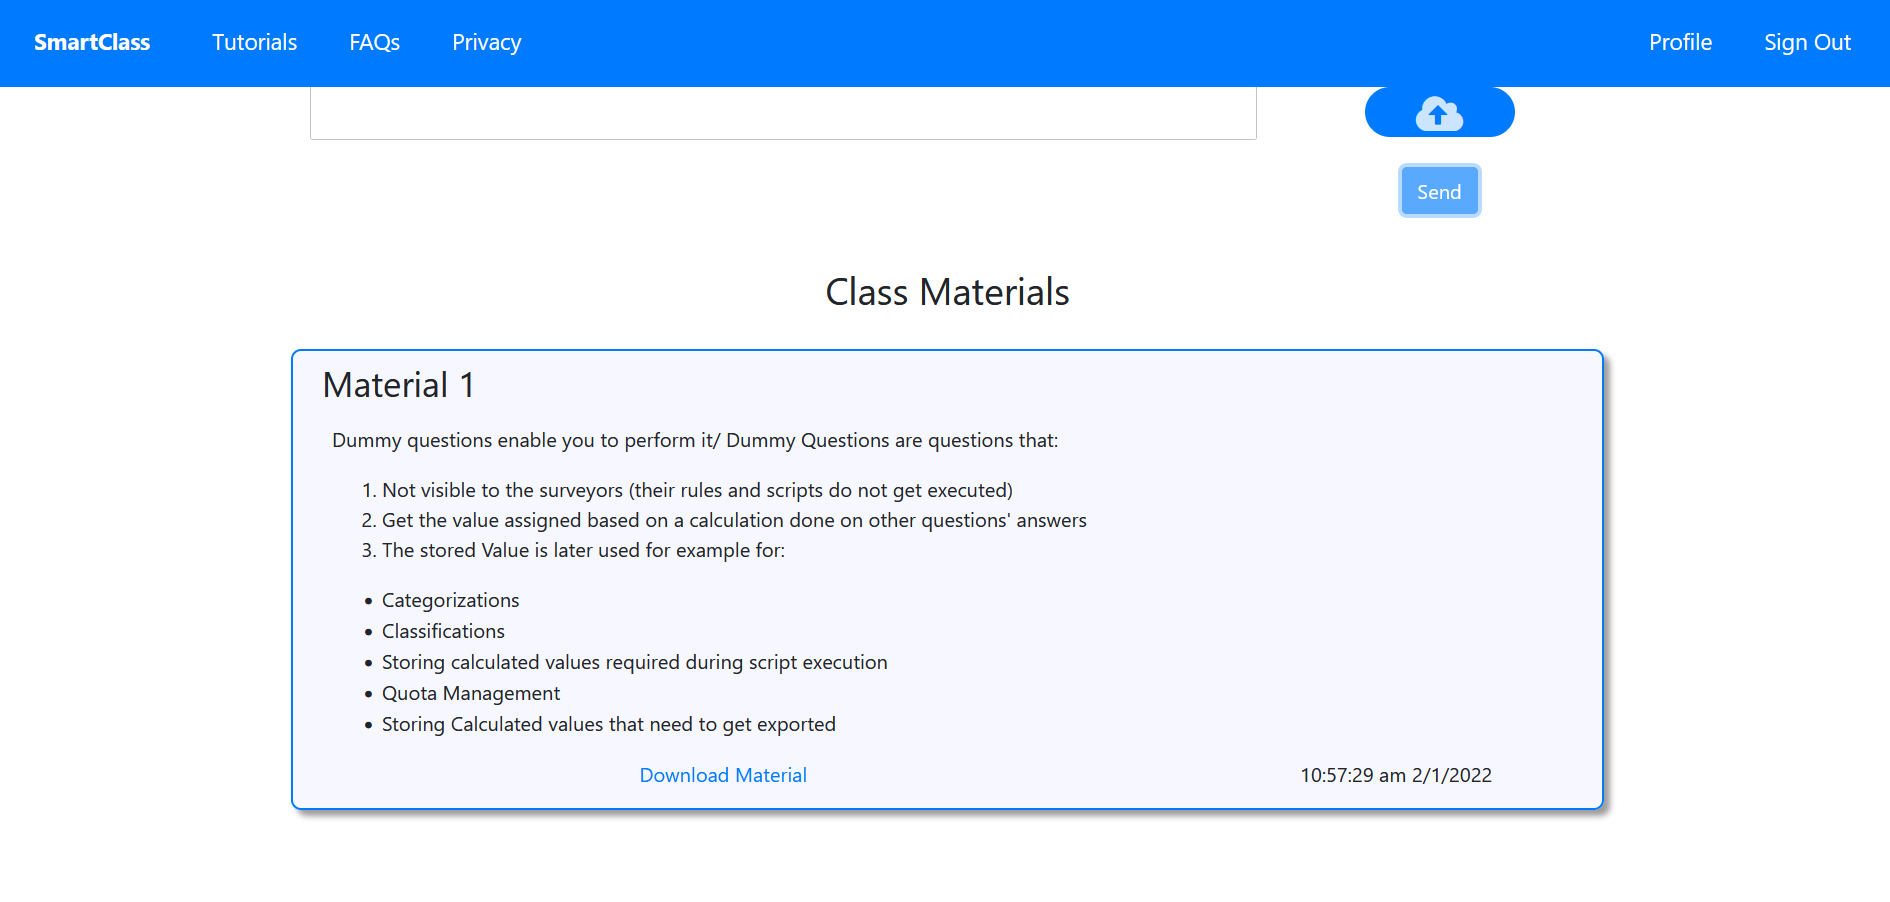 SmartClass Tutorials FAQs Privacy Profile Sign Out
Send
Class Materials
Material 1
Dummy questions enable you to perform it/ Dummy Questions are questions that:
1. Not visible to the surveyors (their rules and scripts do not get executed)
2. Get the value assigned based on a calculation done on other questions' answers
3. The stored Value is later used for example for:
• Categorizations
• Classifications
• Storing calculated values required during script execution
• Quota Management
• Storing Calculated values that need to get exported
Download Material 10:57:29 am 2/1/2022